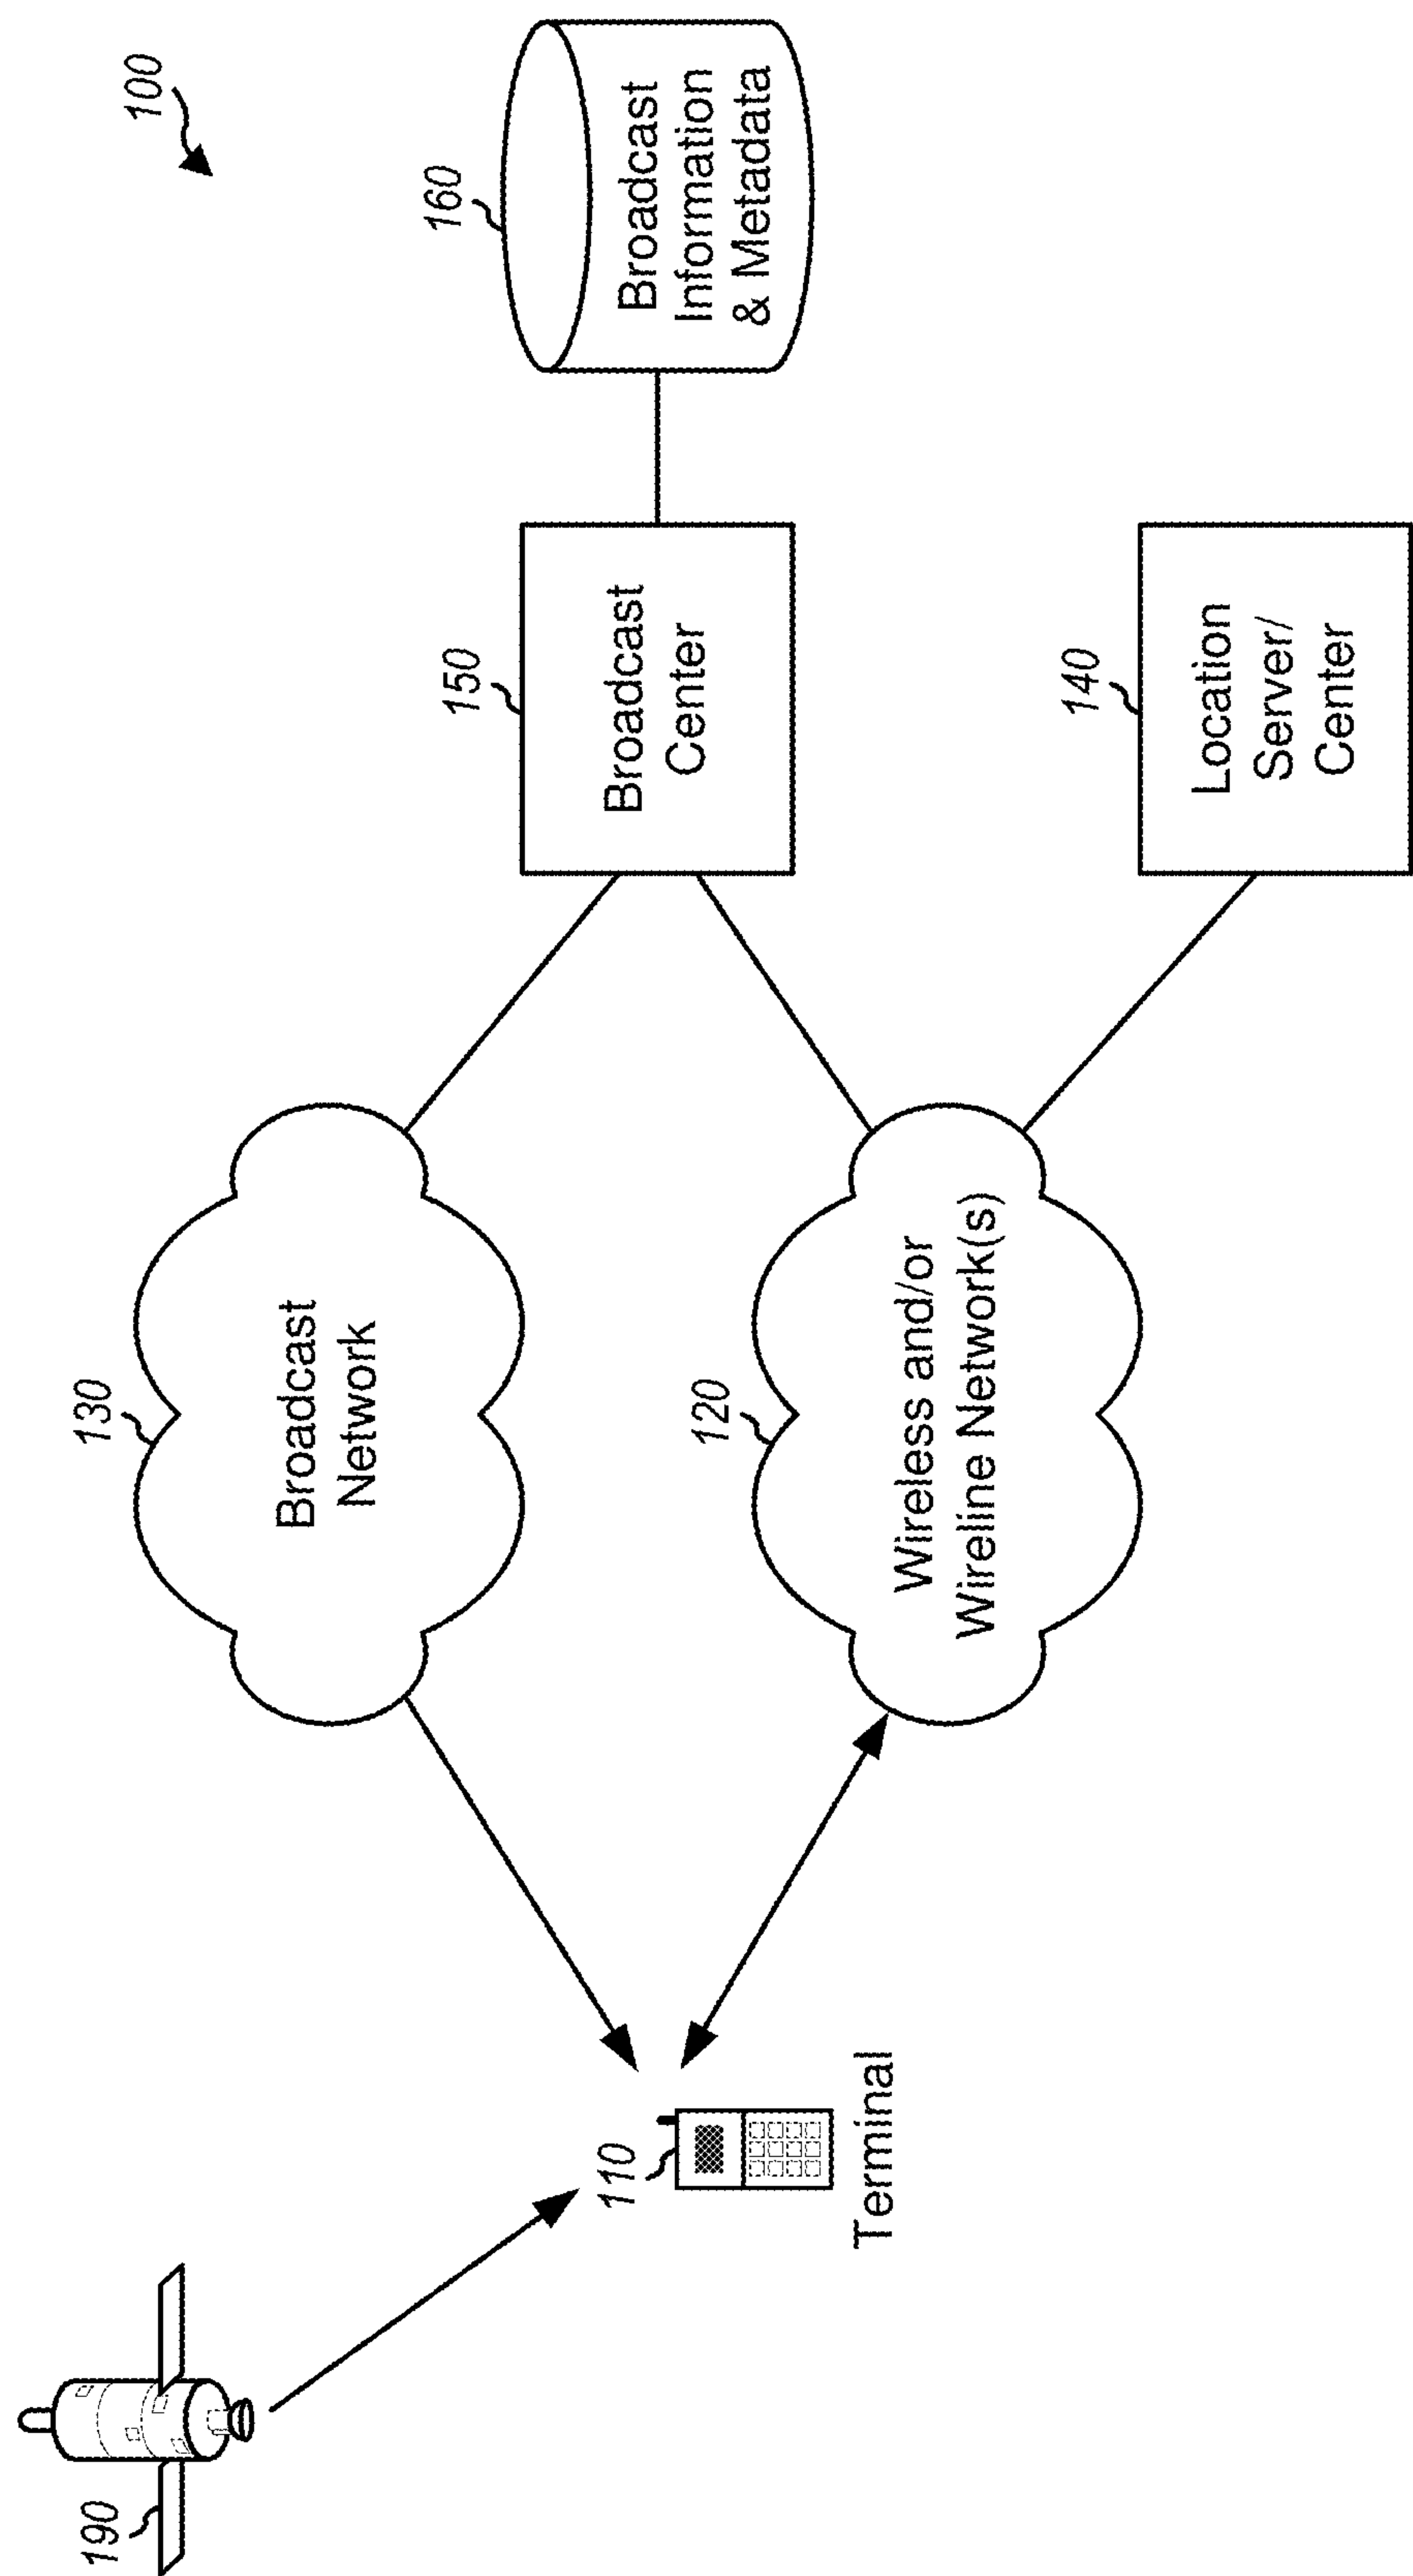 100
190
110
Terminal
130
Broadcast
Network
120
Wireless and/or
Wireline Network(s)
150
Broadcast
Center
160
Broadcast
Information
& Metadata
140
Location
Server/
Center